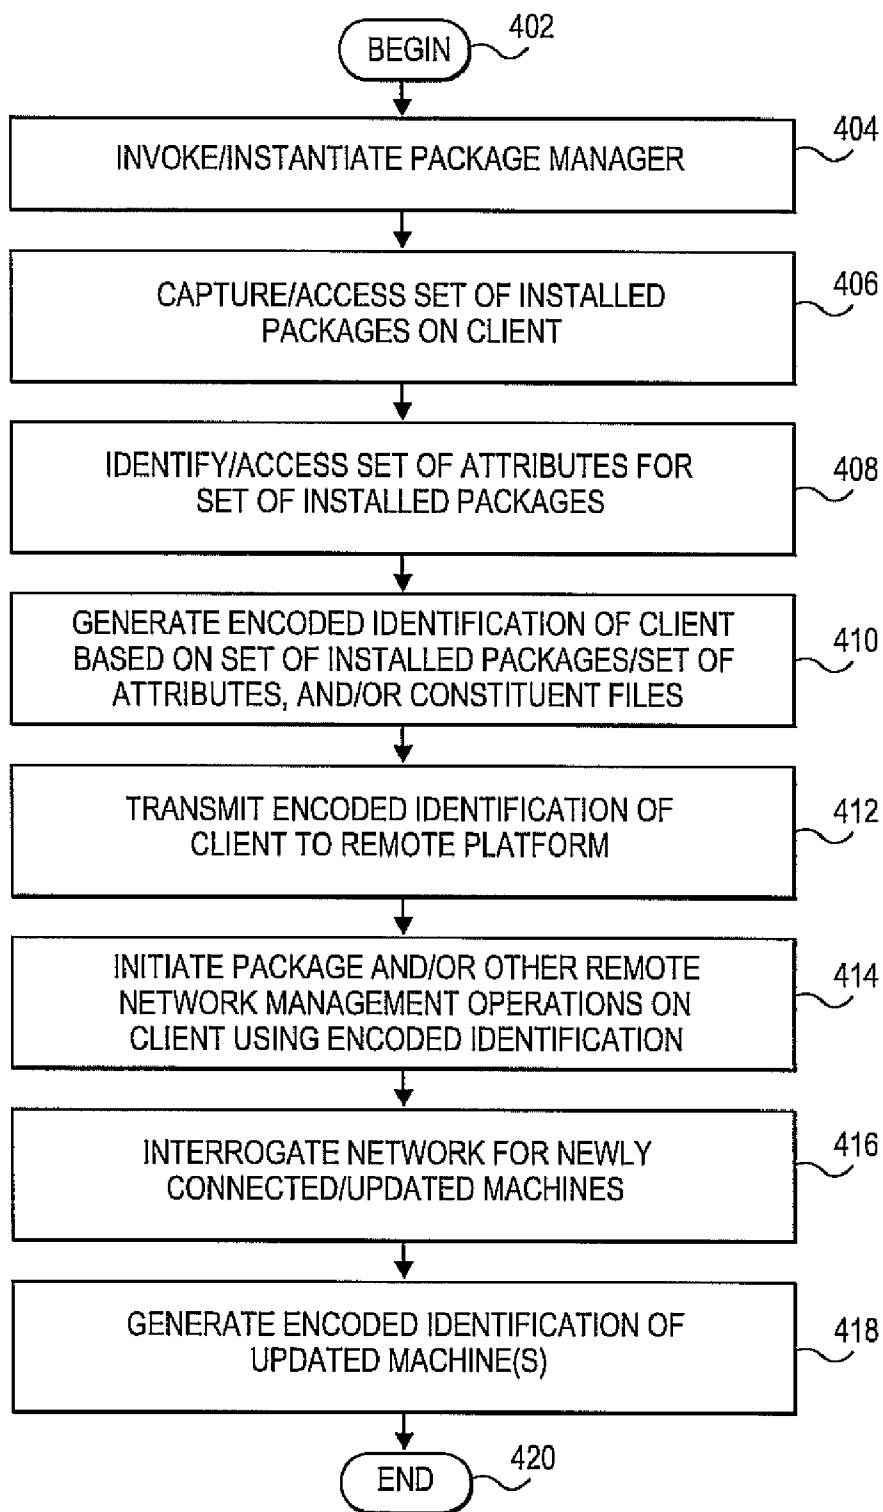 BEGIN
402
INVOKE/INSTANTIATE PACKAGE MANAGER
404
CAPTURE/ACCESS SET OF INSTALLED
PACKAGES ON CLIENT
406
IDENTIFY/ACCESS SET OF ATTRIBUTES FOR
SET OF INSTALLED PACKAGES
408
GENERATE ENCODED IDENTIFICATION OF CLIENT
BASED ON SET OF INSTALLED PACKAGES/SET OF
ATTRIBUTES, AND/OR CONSTITUENT FILES
410
TRANSMIT ENCODED IDENTIFICATION OF
CLIENT TO REMOTE PLATFORM
412
INITIATE PACKAGE AND/OR OTHER REMOTE
NETWORK MANAGEMENT OPERATIONS ON
CLIENT USING ENCODED IDENTIFICATION
414
INTERROGATE NETWORK FOR NEWLY
CONNECTED/UPDATED MACHINES
416
GENERATE ENCODED IDENTIFICATION OF
UPDATED MACHINE(S)
418
END
420